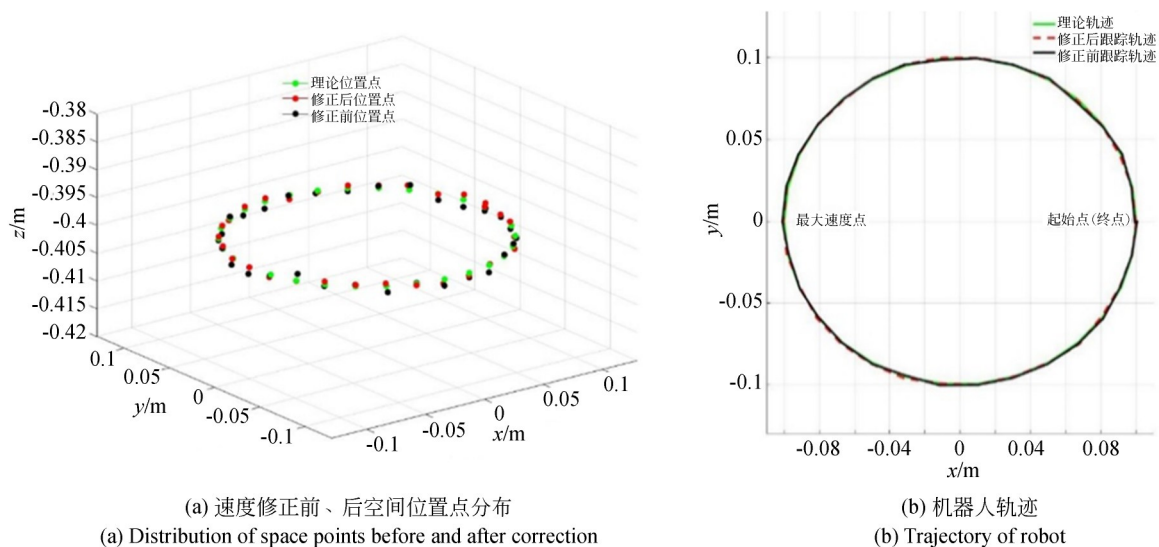 理论位置点
修正后位置点
修正前位置点
-0.38
-0.385
-0.39
-0.395
-0.4
-0.405
-0.41
-0.415
-0.42
z/m
0.1
0.05
0
-0.05
-0.1
y/m
-0.1
-0.05
0
0.05
0.1
x/m
(a) 速度修正前、后空间位置点分布
(a) Distribution of space points before and after correction
理论轨迹
修正后跟踪轨迹
修正前跟踪轨迹
0.1
0.05
0
-0.05
-0.1
y/m
最大速度点
起始点(终点)
-0.08
-0.04
0
0.04
0.08
x/m
(b) 机器人轨迹
(b) Trajectory of robot